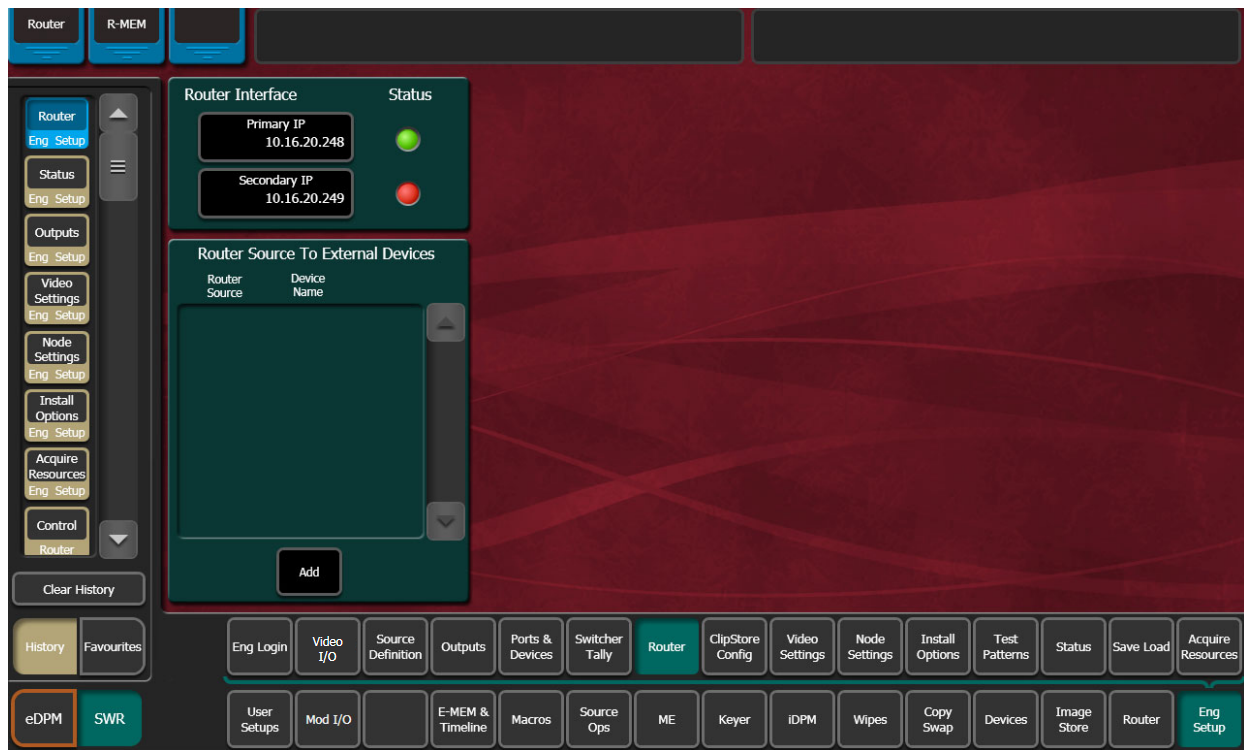 Router
R-MEM
Router
Eng Setup
Status
Eng Setup
Outputs
Eng Setup
Video
Settings
Eng Setup
Node
Settings
Eng Setup
Install
Options
Eng Setup
Acquire
Resources
Eng Setup
Control
Router
Clear History
History
Favourites
eDPM
SWR
Router Interface
Status
Primary IP
10.16.20.248
Secondary IP
10.16.20.249
Router Source To External Devices
Router
Source
Device
Name
Add
Eng Login
Video
I/O
Source
Definition
Outputs
Ports &
Devices
Switcher
Tally
Router
ClipStore
Config
Video
Settings
Node
Settings
Install
Options
Test
Patterns
Status
Save Load
Acquire
Resources
User
Setups
Mod I/O
E-MEM &
Timeline
Macros
Source
Ops
ME
Keyer
iDPM
Wipes
Copy
Swap
Devices
Image
Store
Router
Eng
Setup